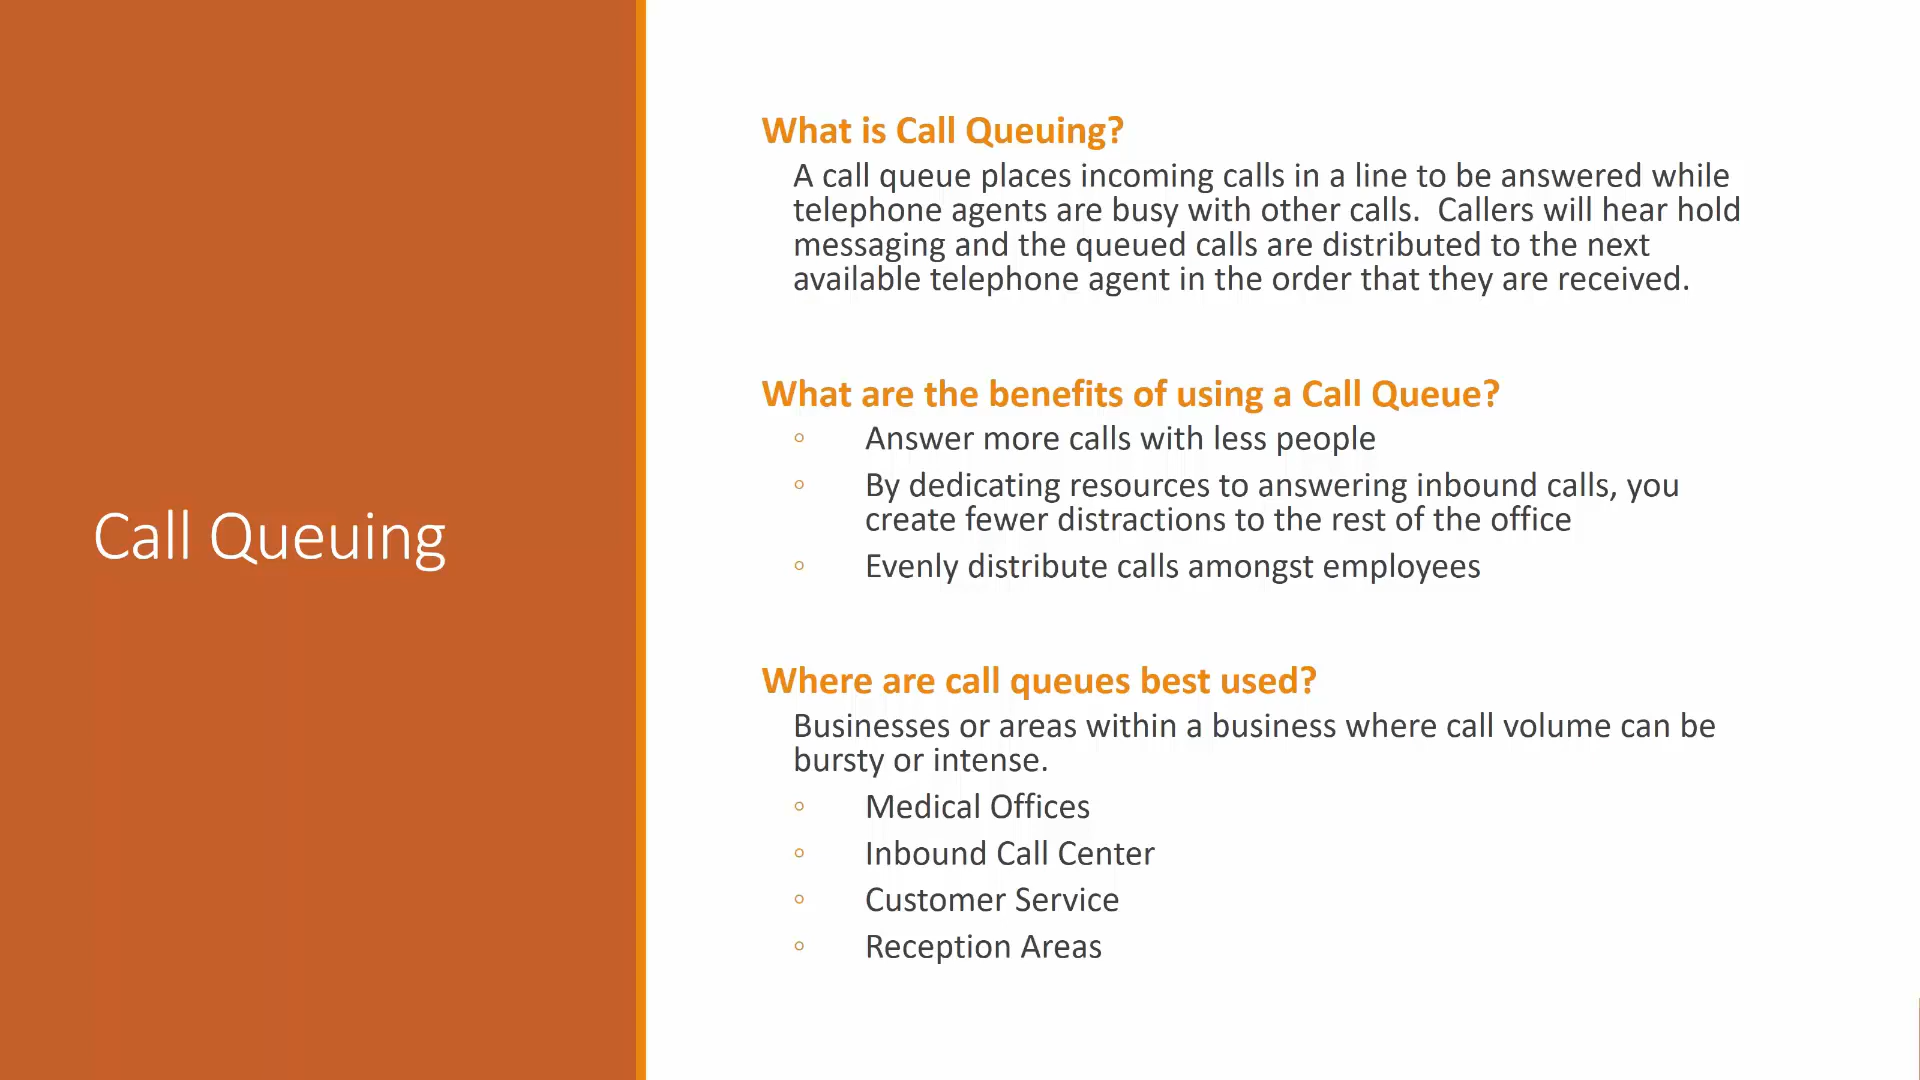 Call Queuing
What is Call Queuing?
A call queue places incoming calls in a line to be answered while
telephone agents are busy with other calls.  Callers will hear hold
messaging and the queued calls are distributed to the next
available telephone agent in the order that they are received.
What are the benefits of using a Call Queue?
◦ Answer more calls with less people
◦ By dedicating resources to answering inbound calls, you
create fewer distractions to the rest of the office
◦ Evenly distribute calls amongst employees
Where are call queues best used?
Businesses or areas within a business where call volume can be
bursty or intense.
◦ Medical Offices
◦ Inbound Call Center
◦ Customer Service
◦ Reception Areas